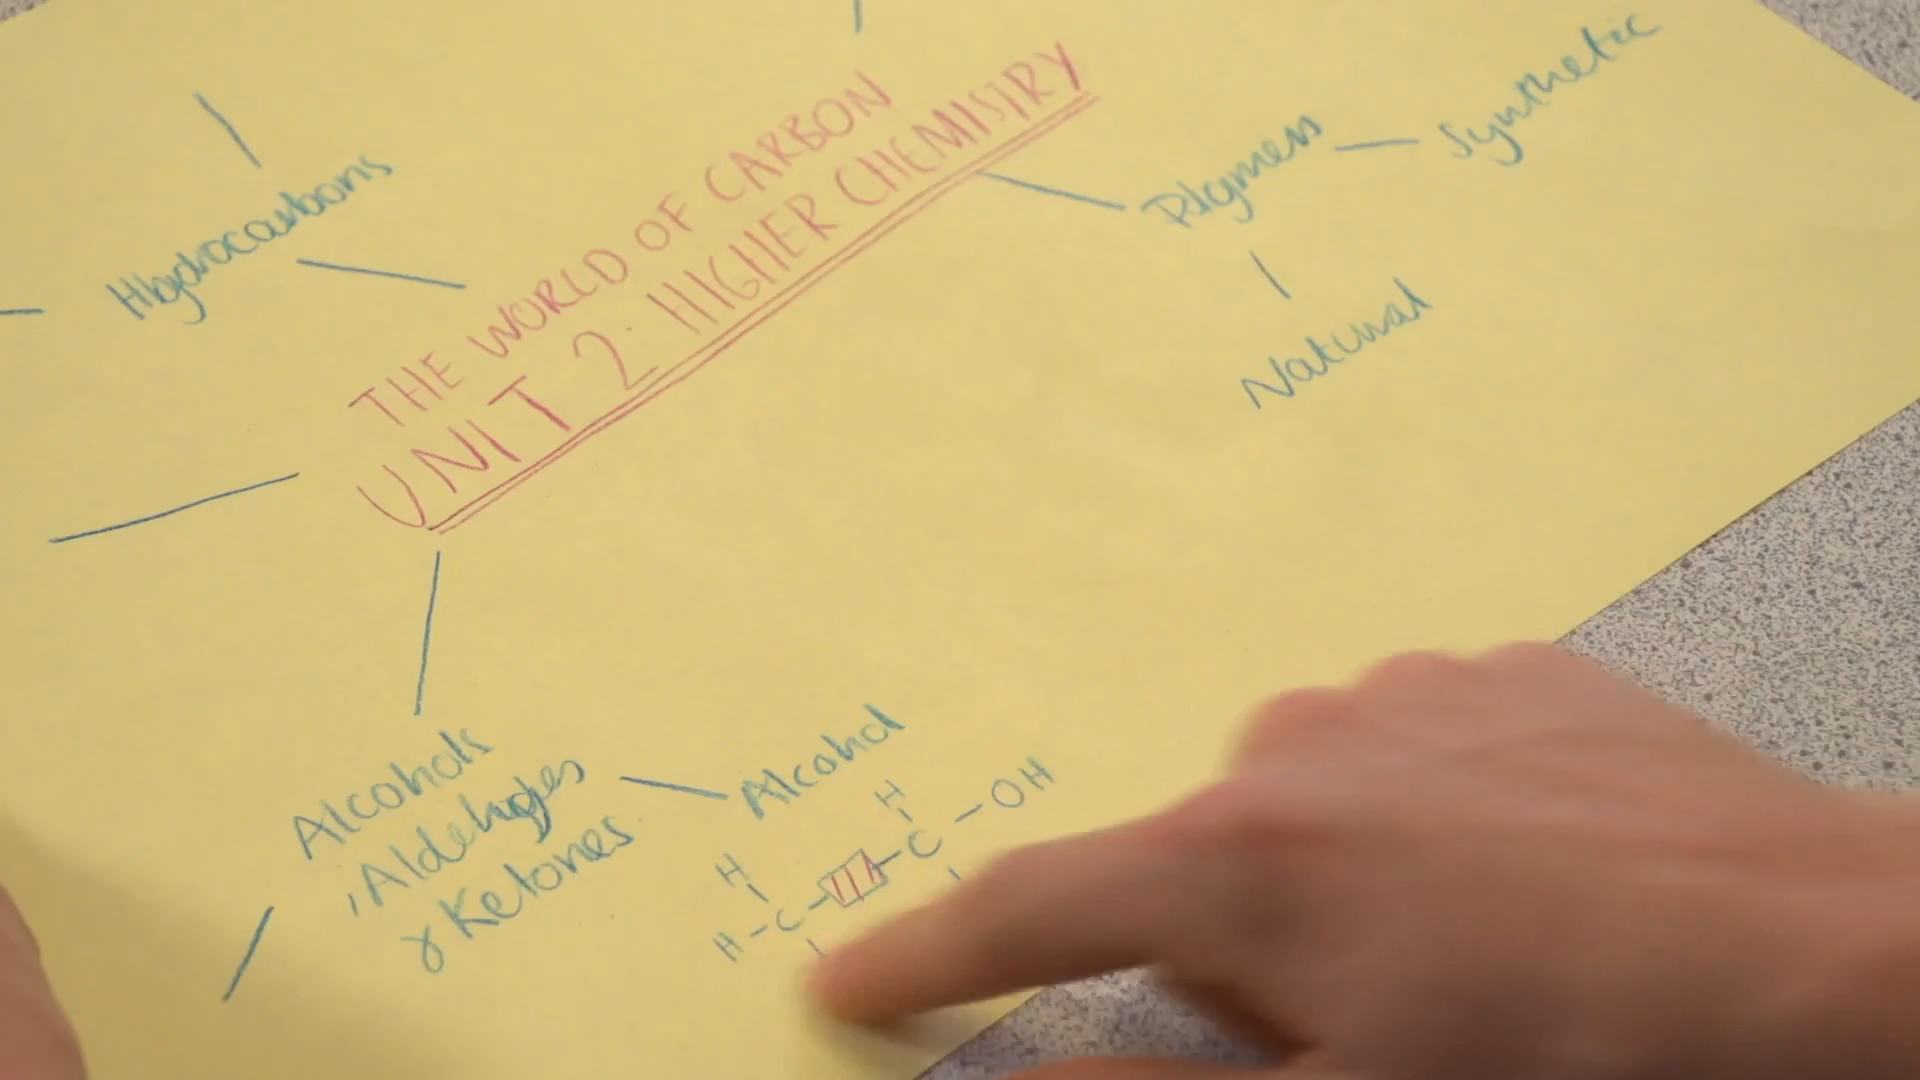 THE WORLD OF CARBON
UNIT 2 HIGHER CHEMISTRY
Hydrocarbons
Polymers
Synthetic
Natural
Alcohols
, Aldehydes
& Ketones
Alcohol
H H
H - C - C - OH